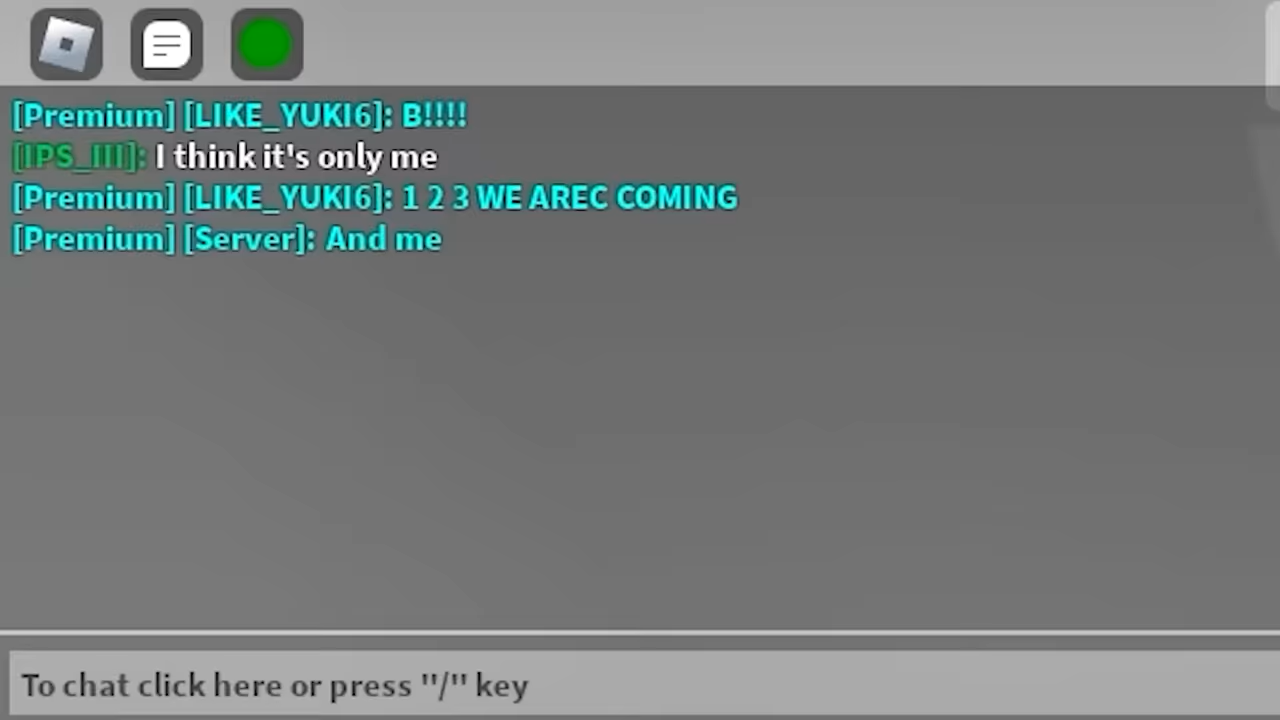 [Premium] [LIKE_YUKI6]: B!!!!
[IPS_III]: I think it's only me
[Premium] [LIKE_YUKI6]: 1 2 3 WE AREC COMING
[Premium] [Server]: And me
To chat click here or press "/" key